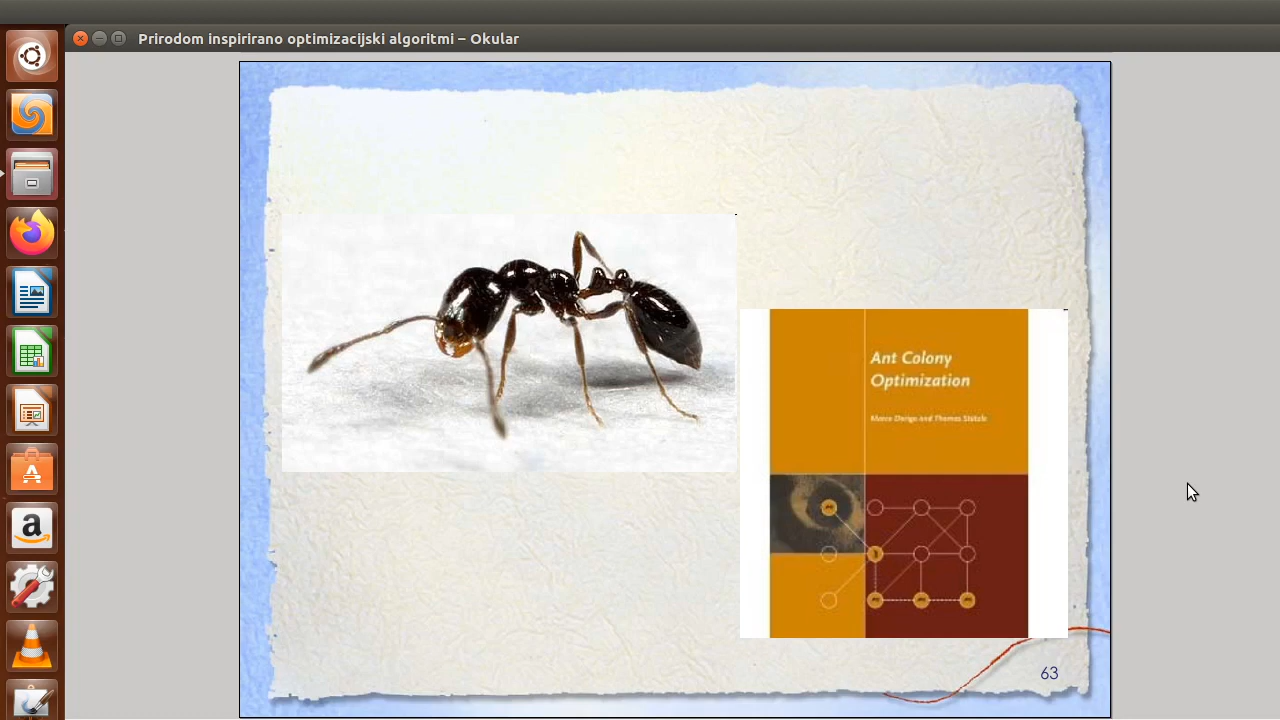 Prirodom inspirirano optimizacijski algoritmi – Okular
Ant Colony
Optimization
Marco Dorigo and Thomas Stützle
63